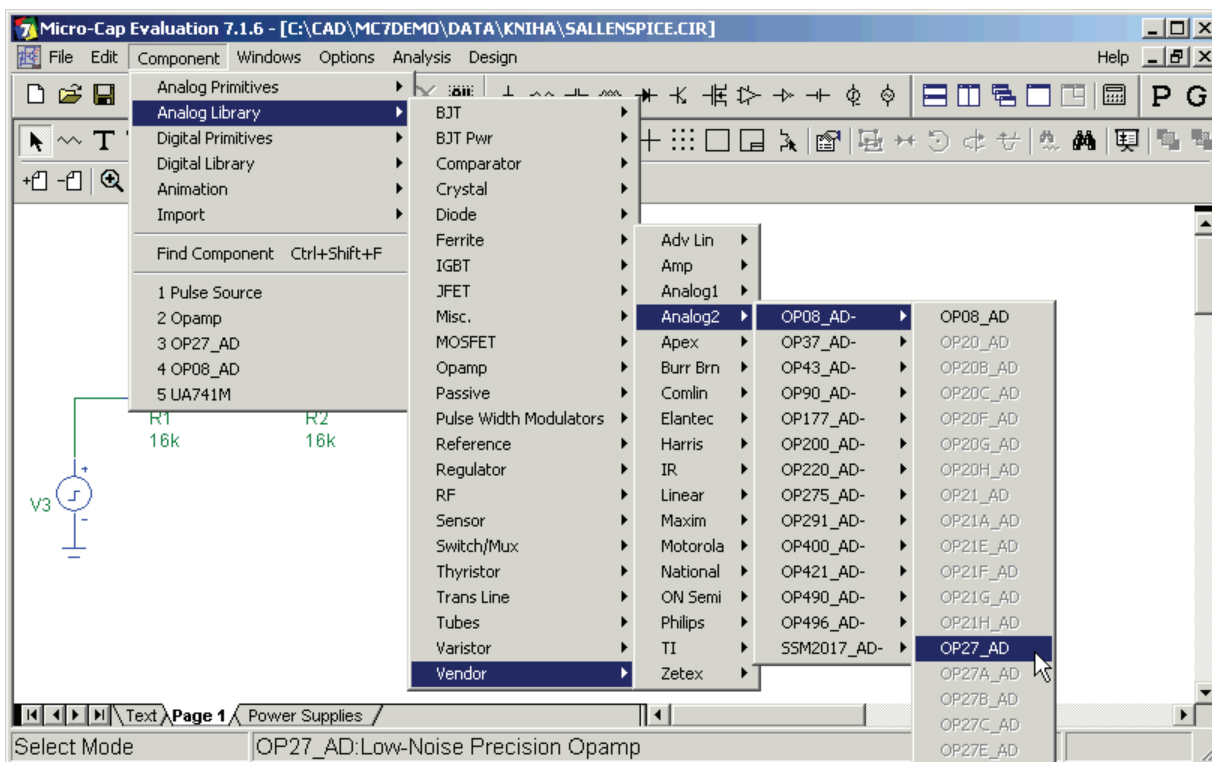 Micro-Cap Evaluation 7.1.6 - [C:\CAD\MC7DEMO\DATA\KNIHA\SALLENSPICE.CIR]
File Edit Component Windows Options Analysis Design Help
P G
T
Analog Primitives
Analog Library
Digital Primitives
Digital Library
Animation
Import
Find Component Ctrl+Shift+F
1 Pulse Source
2 Opamp
3 OP27_AD
4 OP08_AD
5 UA741M
BJT
BJT Pwr
Comparator
Crystal
Diode
Ferrite
IGBT
JFET
Misc.
MOSFET
Opamp
Passive
Pulse Width Modulators
Reference
Regulator
RF
Sensor
Switch/Mux
Thyristor
Trans Line
Tubes
Varistor
Vendor
Adv Lin
Amp
Analog1
Analog2
Apex
Burr Brn
Comlin
Elantec
Harris
IR
Linear
Maxim
Motorola
National
ON Semi
Philips
TI
Zetex
OP08_AD-
OP37_AD-
OP43_AD-
OP90_AD-
OP177_AD-
OP200_AD-
OP220_AD-
OP275_AD-
OP291_AD-
OP400_AD-
OP421_AD-
OP490_AD-
OP496_AD-
SSM2017_AD-
OP08_AD
OP20_AD
OP20B_AD
OP20C_AD
OP20F_AD
OP20G_AD
OP20H_AD
OP21_AD
OP21A_AD
OP21E_AD
OP21F_AD
OP21G_AD
OP21H_AD
OP27_AD
OP27A_AD
OP27B_AD
OP27C_AD
OP27E_AD
R1 R2
16k 16k
V3
Text Page 1 Power Supplies
Select Mode OP27_AD:Low-Noise Precision Opamp